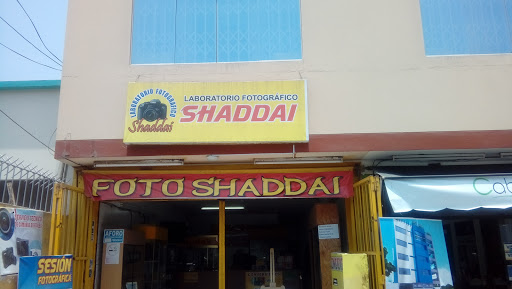 LABORATORIO FOTOGRÁFICO
Shaddai
LABORATORIO FOTOGRÁFICO
SHADDAI
FOTO SHADDAI
AFORO
SESIÓN
FOTOGRÁFICA